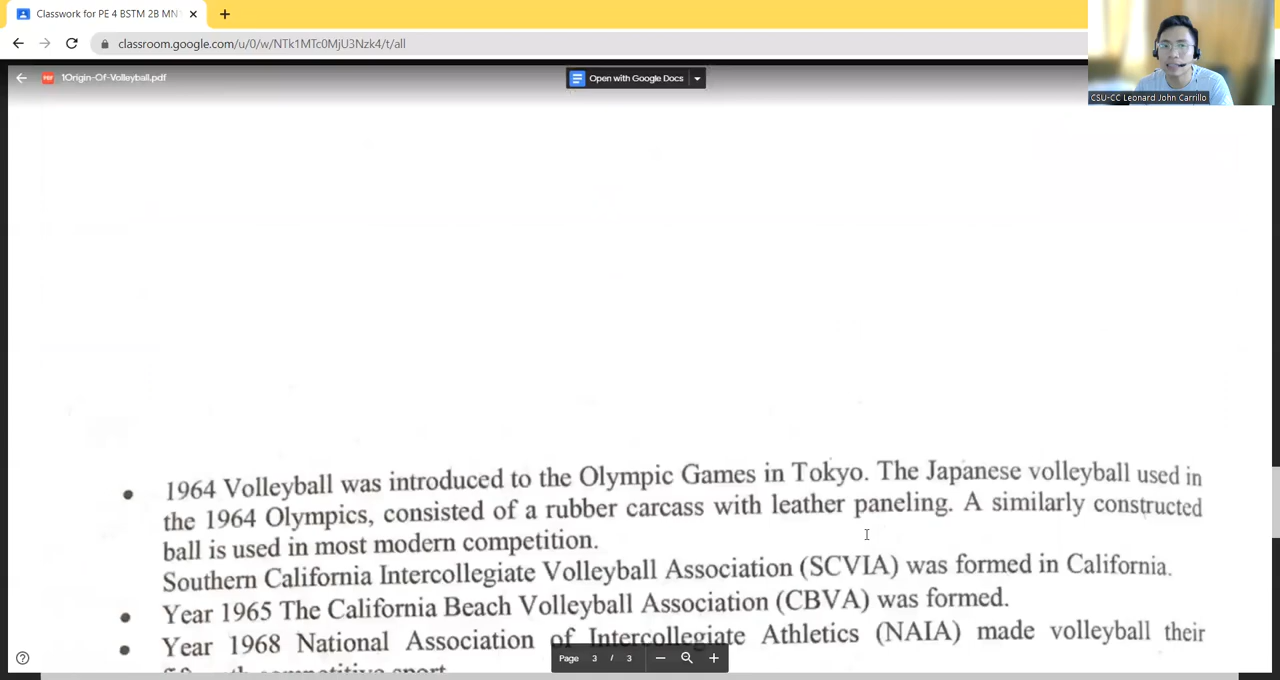 Classwork for PE 4 BSTM 2B MN
classroom.google.com/u/0/w/NTk1MTc0MjU3Nzk4/t/all
1Origin-Of-Volleyball.pdf
Open with Google Docs
CSU-CC Leonard John Carrillo
1964 Volleyball was introduced to the Olympic Games in Tokyo. The Japanese volleyball used in
the 1964 Olympics, consisted of a rubber carcass with leather paneling. A similarly constructed
ball is used in most modern competition.
Southern California Intercollegiate Volleyball Association (SCVIA) was formed in California.
Year 1965 The California Beach Volleyball Association (CBVA) was formed.
Year 1968 National Association of Intercollegiate Athletics (NAIA) made volleyball their
competitive sport
Page 3 / 3